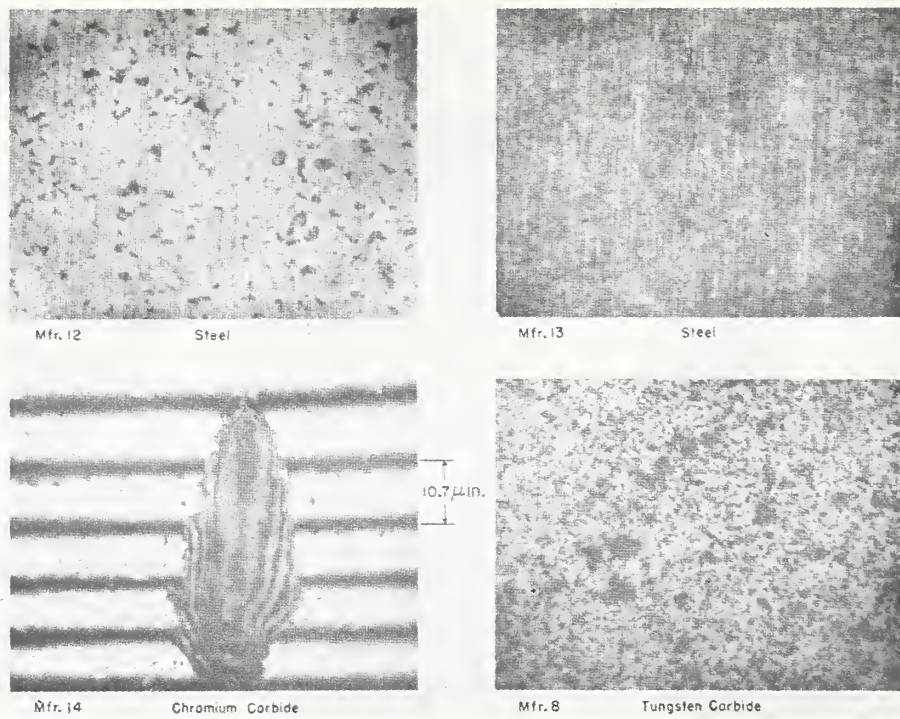 Mfr. 12 Steel
Mfr. 13 Steel
10.7 μin.
Mfr. 14 Chromium Carbide
Mfr. 8 Tungsten Carbide